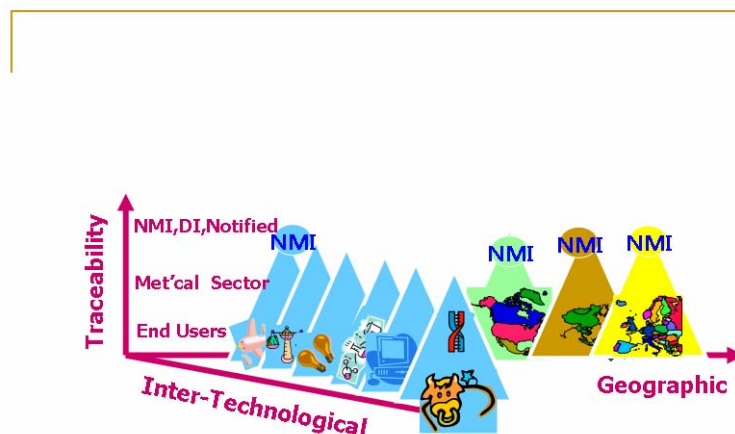 NMI,DI,Notified
NMI
NMI
NMI
NMI
Met'cal Sector
End Users
Traceability
Inter-Technological
Geographic